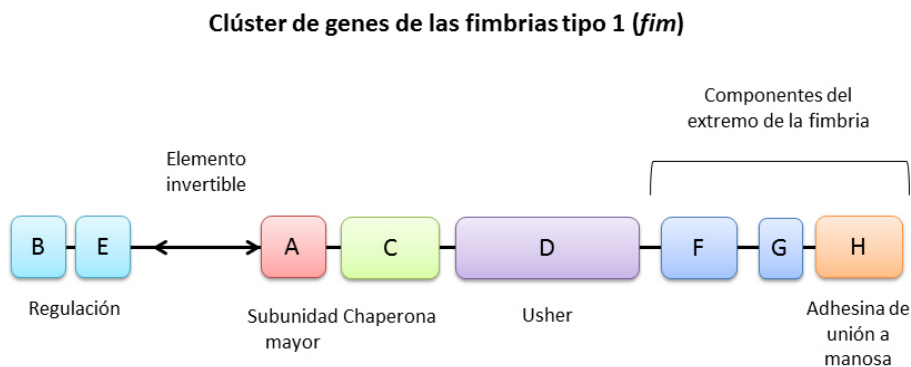 Clúster de genes de las fimbrias tipo 1 (fim)
Componentes del
extremo de la fimbria
Elemento
invertible
B E A C D F G H
Regulación
Subunidad
mayor
Chaperona
Usher
Adhesina de
unión a
manosa